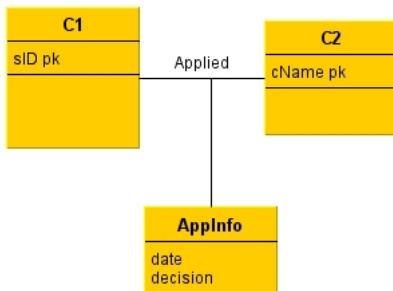 C1
sID pk
Applied
C2
cName pk
AppInfo
date
decision